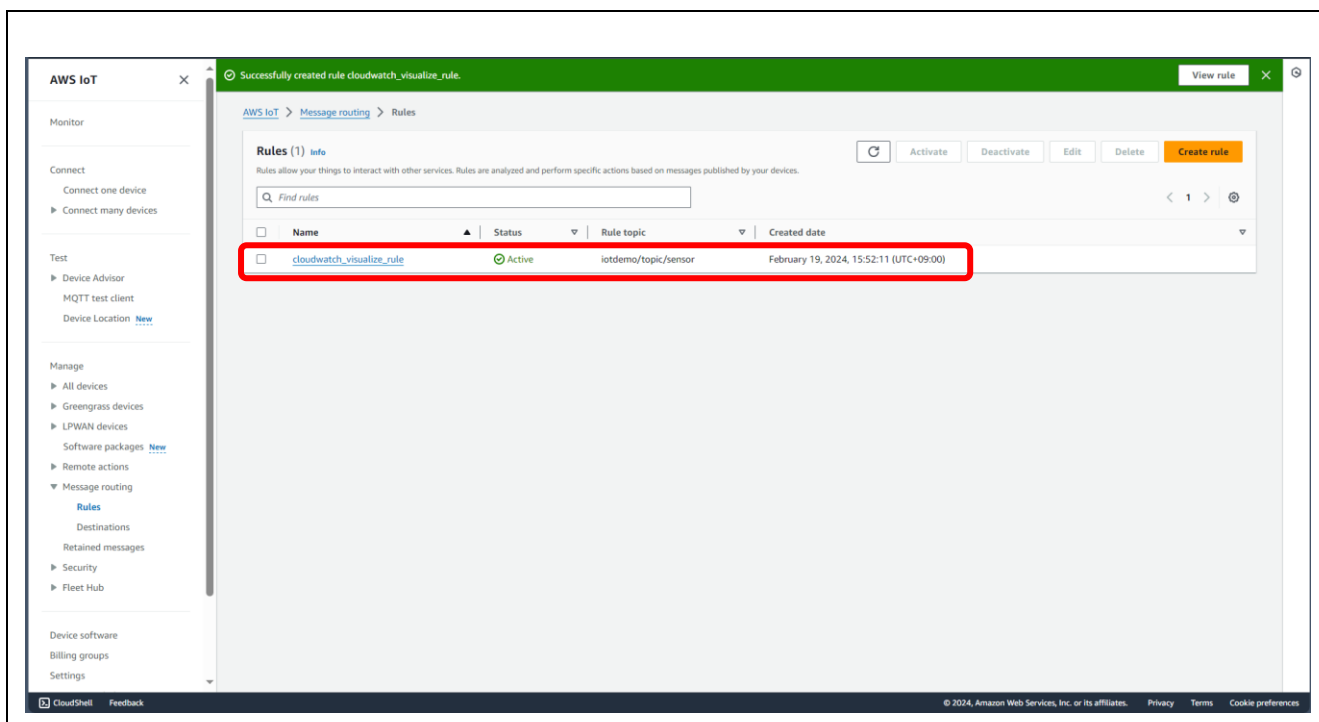 AWS IoT
Successfully created rule cloudwatch_visualize_rule.
View rule
AWS IoT > Message routing > Rules
Monitor
Connect
Connect one device
Connect many devices
Test
Device Advisor
MQTT test client
Device Location New
Manage
All devices
Greengrass devices
LPWAN devices
Software packages New
Remote actions
Message routing
Rules
Destinations
Retained messages
Security
Fleet Hub
Device software
Billing groups
Settings
Rules (1) Info
Activate
Deactivate
Edit
Delete
Create rule
Rules allow your things to interact with other services. Rules are analyzed and perform specific actions based on messages published by your devices.
Find rules
< 1 >
Name Status Rule topic Created date
cloudwatch_visualize_rule Active iotdemo/topic/sensor February 19, 2024, 15:52:11 (UTC+09:00)
CloudShell Feedback © 2024, Amazon Web Services, Inc. or its affiliates. Privacy Terms Cookie preferences